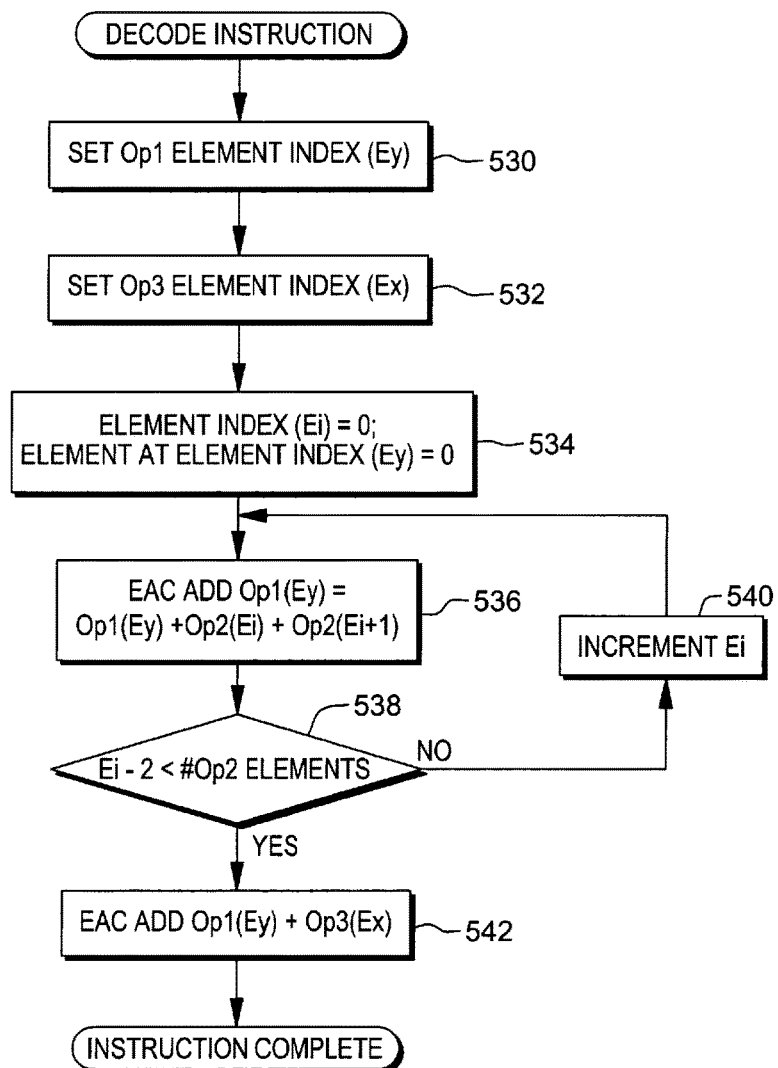 DECODE INSTRUCTION
SET Op1 ELEMENT INDEX (Ey)
530
SET Op3 ELEMENT INDEX (Ex)
532
ELEMENT INDEX (Ei) = 0;
ELEMENT AT ELEMENT INDEX (Ey) = 0
534
EAC ADD Op1(Ey) =
Op1(Ey) +Op2(Ei) + Op2(Ei+1)
536
540
INCREMENT Ei
538
Ei - 2 < #Op2 ELEMENTS
NO
YES
EAC ADD Op1(Ey) + Op3(Ex)
542
INSTRUCTION COMPLETE